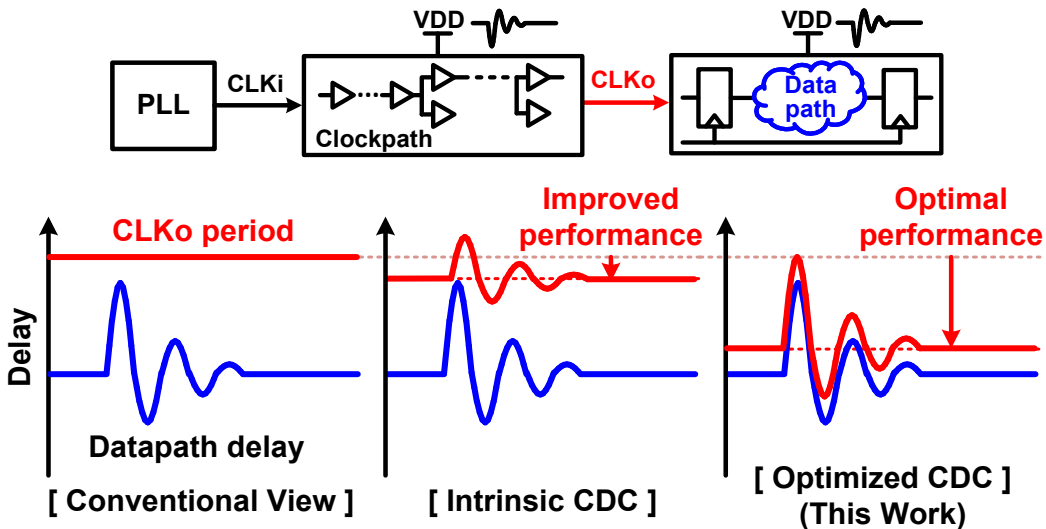 VDD
VDD
PLL
CLKi
Clockpath
CLKo
Data
path
Improved
performance
Optimal
performance
CLKo period
Delay
Datapath delay
[ Conventional View ]
[ Intrinsic CDC ]
[ Optimized CDC ]
(This Work)